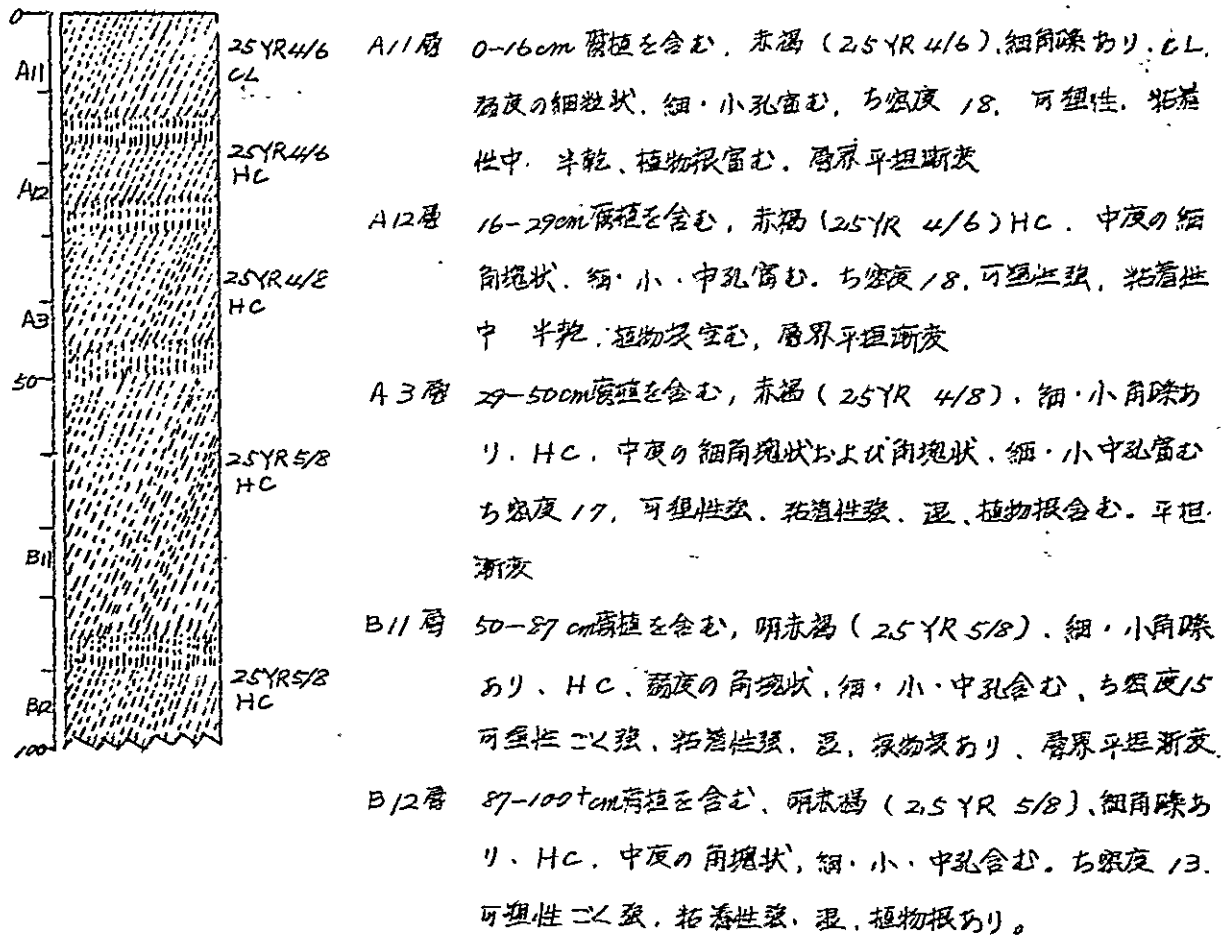 0
A11
A12
A3
50
B11
B12
100
25YR4/6
CL
25YR4/6
HC
25YR4/8
HC
25YR5/8
HC
25YR5/8
HC
A11層 0-16cm 腐植を含む, 赤褐 (2.5YR 4/6), 細角礫あり. CL.
弱度の細粒状, 細・小孔富む, ち密度 18, 可塑性, 粘着
性中. 半乾, 植物根富む. 層界平坦漸変
A12層 16-29cm 腐植を含む, 赤褐 (2.5YR 4/6) HC. 中度の細
角塊状. 細・小・中孔富む. ち密度 18, 可塑性強, 粘着性
中 半乾. 植物根富む, 層界平坦漸変
A3層 29-50cm 腐植を含む, 赤褐 (25YR 4/8). 細・小角礫あ
り. HC. 中度の細角塊状および角塊状. 細・小中孔富む
ち密度 17, 可塑性強. 粘着性強. 湿, 植物根含む. 平坦
漸変
B11層 50-87cm 腐植を含む, 明赤褐 (25YR 5/8). 細・小角礫
あり、HC、弱度の角塊状, 細・小・中孔含む, ち密度15
可塑性ごく強. 粘着性強. 湿, 植物根あり、層界平坦漸変.
B12層 87-100+cm 腐植を含む. 明赤褐 (2.5YR 5/8), 細角礫あ
り、HC. 中度の角塊状, 細・小・中孔含む。ち密度 13.
可塑性ごく強. 粘着性強. 湿, 植物根あり。